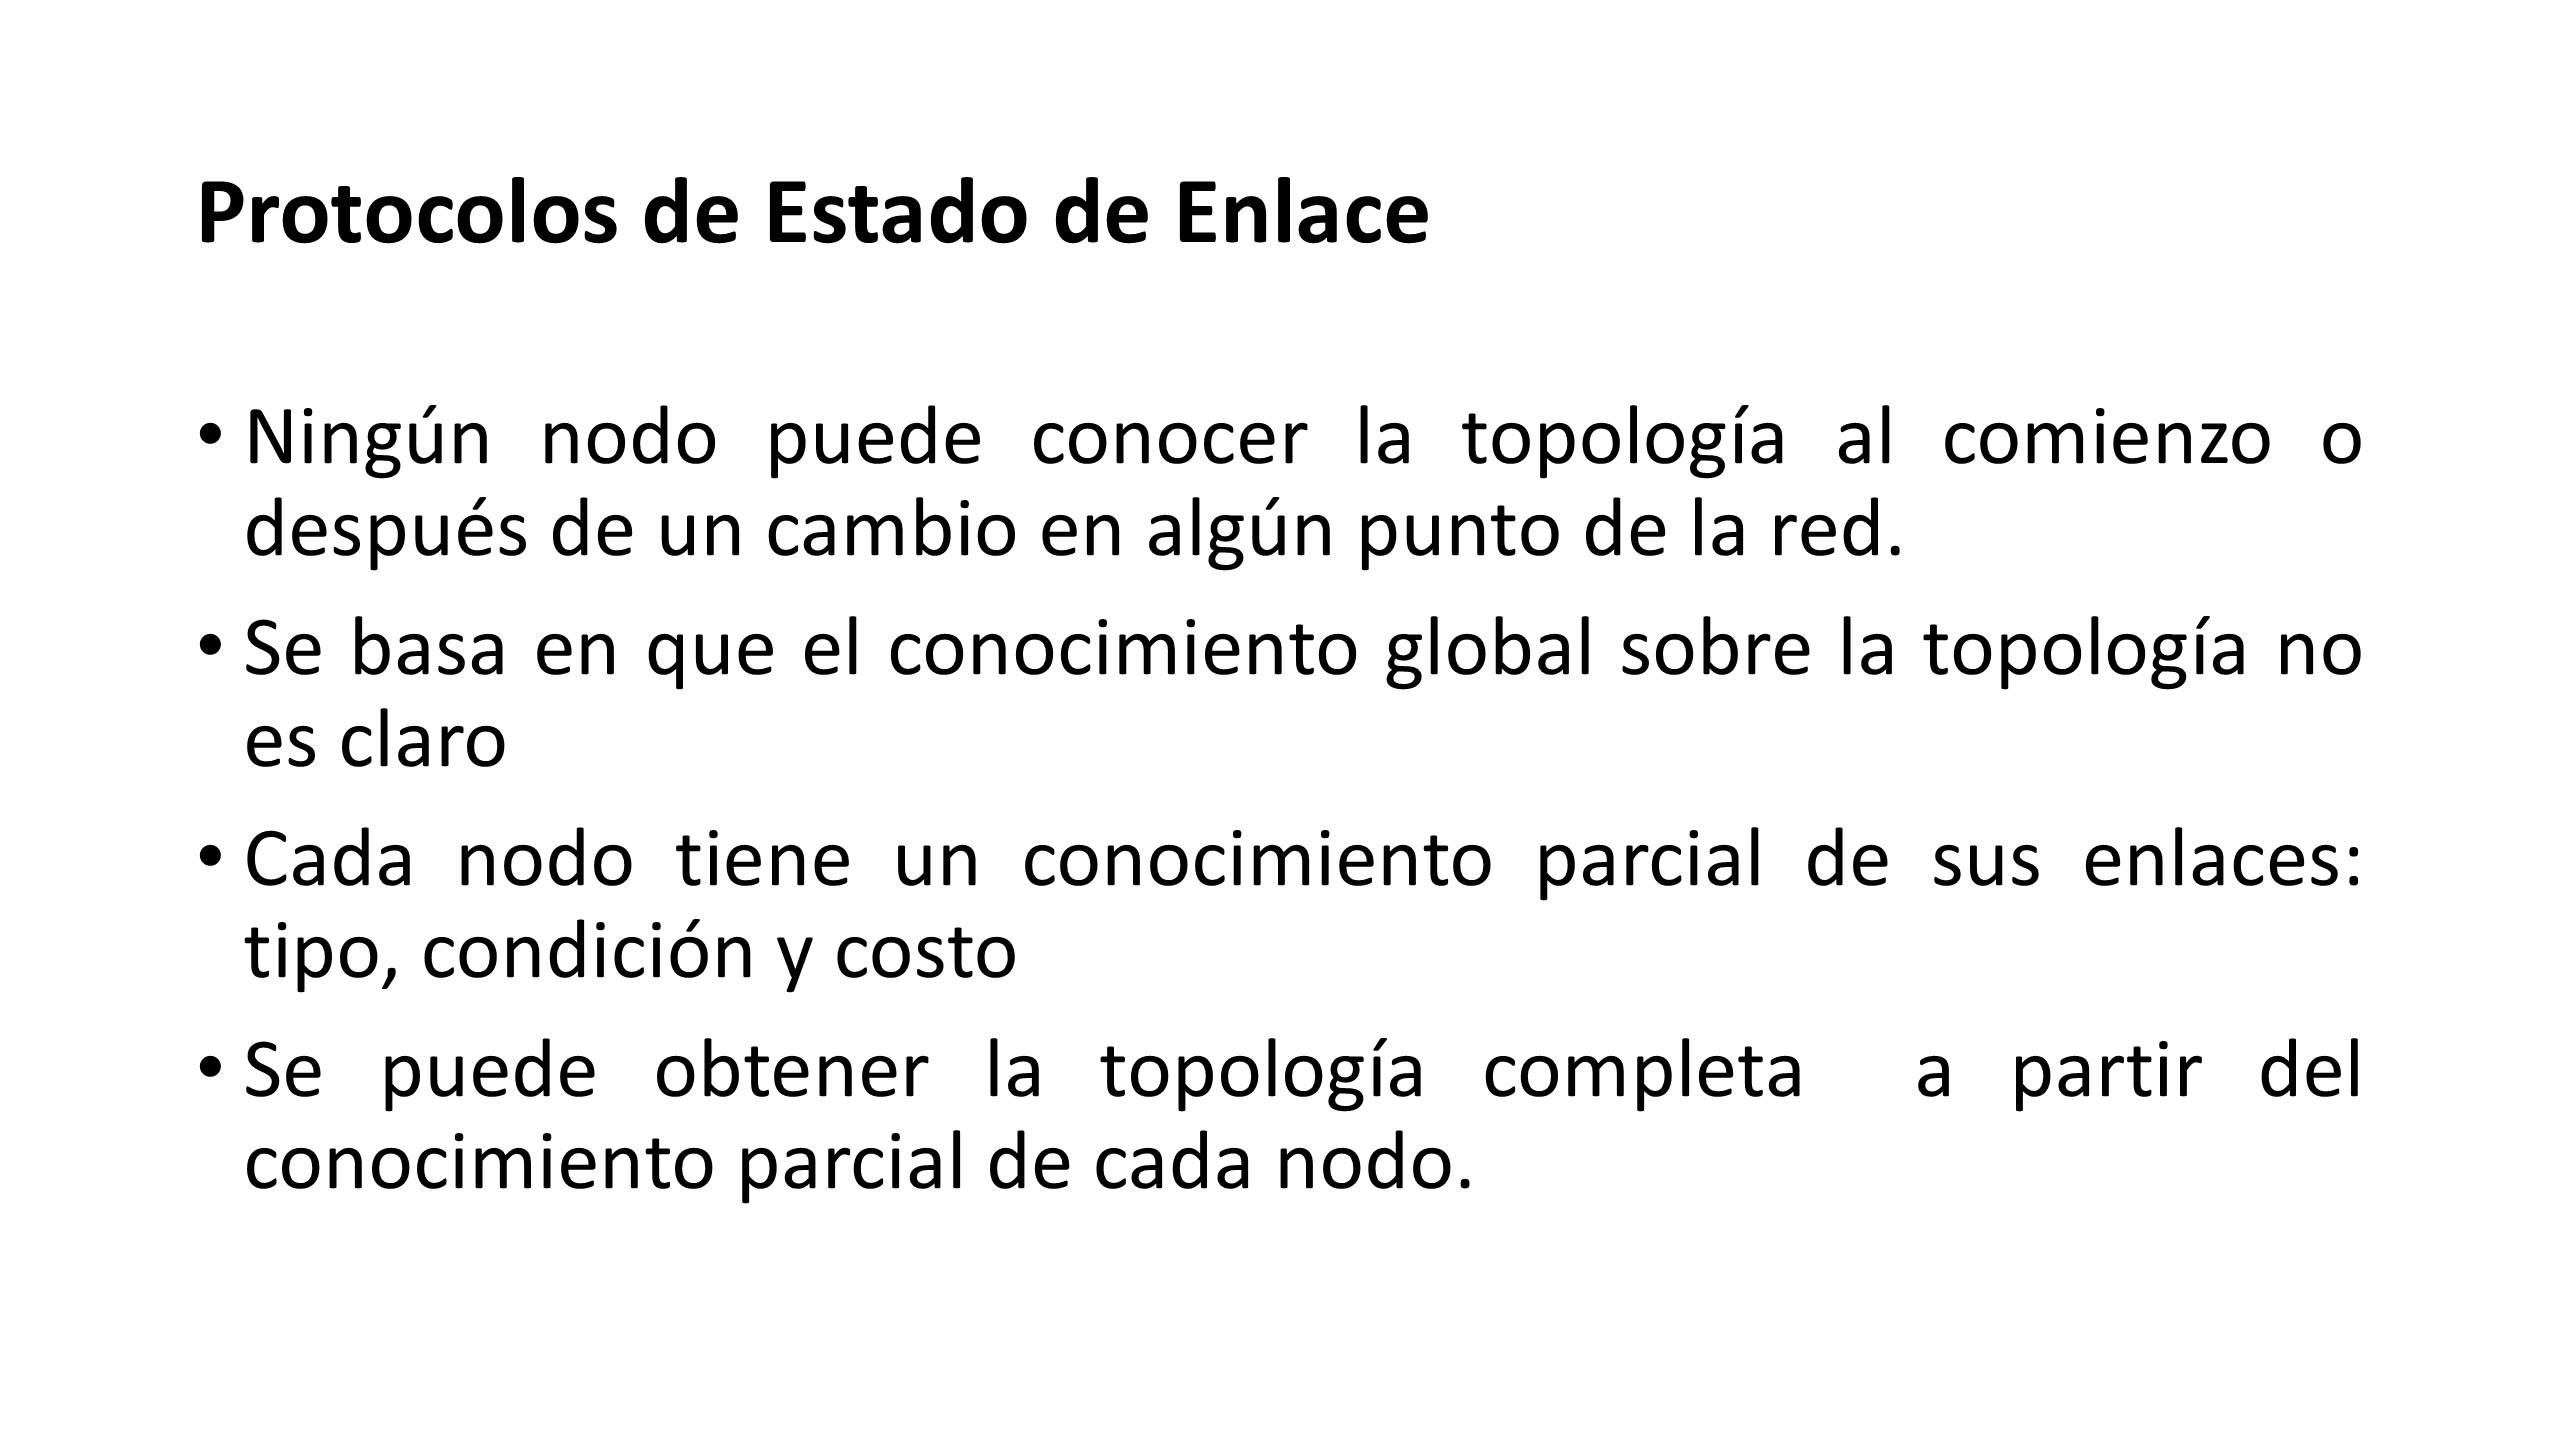 Protocolos de Estado de Enlace
• Ningún nodo puede conocer la topología al comienzo o
después de un cambio en algún punto de la red.
• Se basa en que el conocimiento global sobre la topología no
es claro
• Cada nodo tiene un conocimiento parcial de sus enlaces:
tipo, condición y costo
• Se puede obtener la topología completa a partir del
conocimiento parcial de cada nodo.